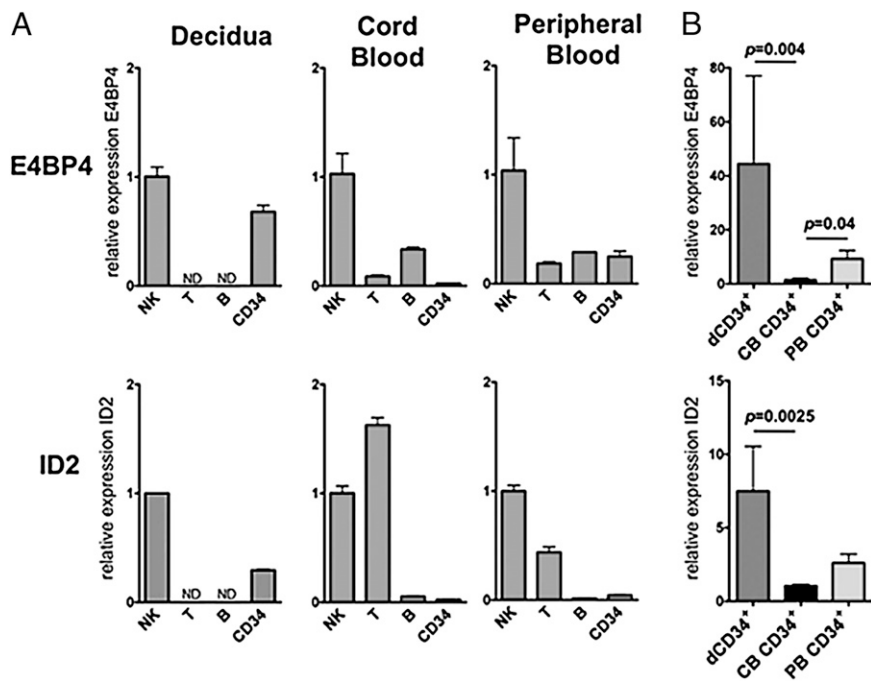 A
Decidua
Cord
Blood
Peripheral
Blood
B
E4BP4
relative expression E4BP4
2
1
0
NK
ND
T
ND
B
CD34
2
1
0
NK
T
B
CD34
2
1
0
NK
T
B
CD34
relative expression E4BP4
80
60
40
20
0
p=0.004
p=0.04
dCD34+
CB CD34+
PB CD34+
ID2
relative expression ID2
2
1
0
NK
ND
T
ND
B
CD34
2
1
0
NK
T
B
CD34
2
1
0
NK
T
B
CD34
relative expression ID2
15
10
5
0
p=0.0025
dCD34+
CB CD34+
PB CD34+